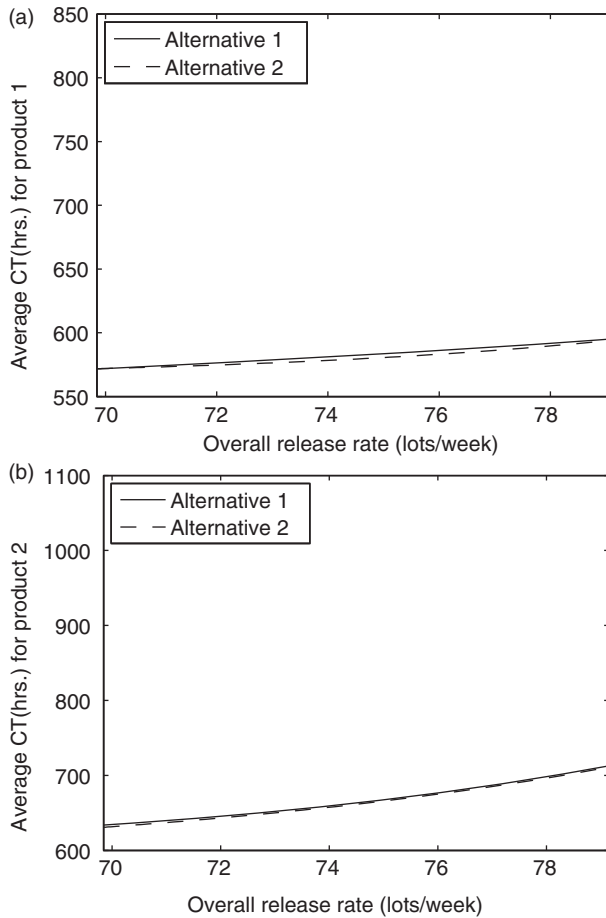 (a)
850
800
750
700
650
600
550
Average CT(hrs.) for product 1
Alternative 1
Alternative 2
70 72 74 76 78
Overall release rate (lots/week)
(b)
1100
1000
900
800
700
600
Average CT(hrs.) for product 2
Alternative 1
Alternative 2
70 72 74 76 78
Overall release rate (lots/week)